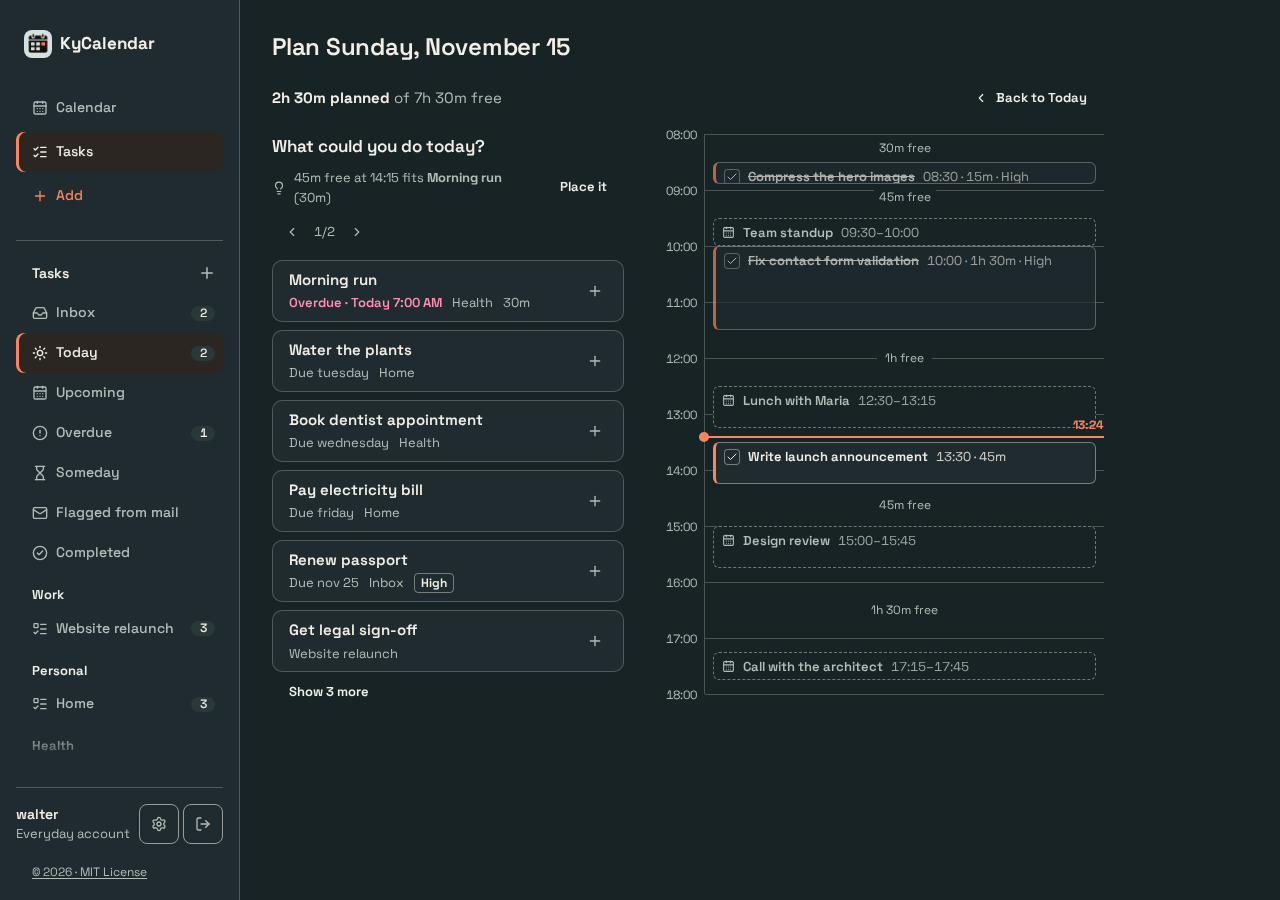 KyCalendar
Calendar
Tasks
Add
Tasks
Inbox 2
Today 2
Upcoming
Overdue 1
Someday
Flagged from mail
Completed
Work
Website relaunch 3
Personal
Home 3
Health
walter
Everyday account
© 2026 · MIT License
Plan Sunday, November 15
2h 30m planned of 7h 30m free
Back to Today
What could you do today?
45m free at 14:15 fits Morning run
(30m)
Place it
1/2
Morning run
Overdue · Today 7:00 AM Health 30m
Water the plants
Due tuesday Home
Book dentist appointment
Due wednesday Health
Pay electricity bill
Due friday Home
Renew passport
Due nov 25 Inbox High
Get legal sign-off
Website relaunch
Show 3 more
08:00
30m free
Compress the hero images 08:30 · 15m · High
09:00
45m free
Team standup 09:30–10:00
10:00
Fix contact form validation 10:00 · 1h 30m · High
11:00
12:00
1h free
Lunch with Maria 12:30–13:15
13:00
13:24
Write launch announcement 13:30 · 45m
14:00
45m free
15:00
Design review 15:00–15:45
16:00
1h 30m free
17:00
Call with the architect 17:15–17:45
18:00